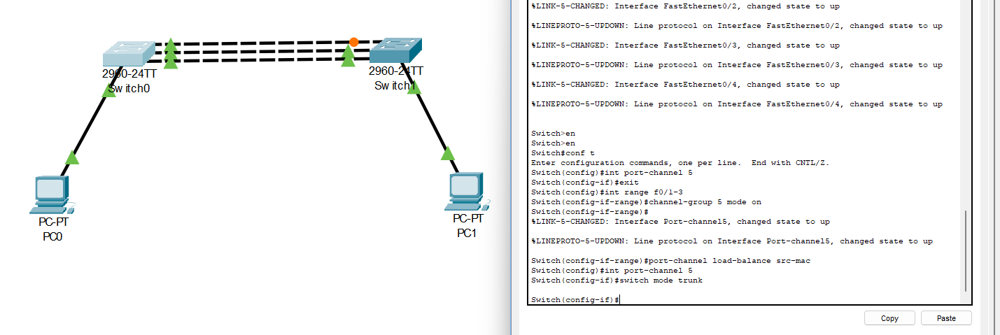 2960-24TT
Switch0
2960-24TT
Switch1
PC-PT
PC0
PC-PT
PC1
%LINK-5-CHANGED: Interface FastEthernet0/2, changed state to up
%LINEPROTO-5-UPDOWN: Line protocol on Interface FastEthernet0/2, changed state to up
%LINK-5-CHANGED: Interface FastEthernet0/3, changed state to up
%LINEPROTO-5-UPDOWN: Line protocol on Interface FastEthernet0/3, changed state to up
%LINK-5-CHANGED: Interface FastEthernet0/4, changed state to up
%LINEPROTO-5-UPDOWN: Line protocol on Interface FastEthernet0/4, changed state to up
Switch>en
Switch>en
Switch#conf t
Enter configuration commands, one per line.  End with CNTL/Z.
Switch(config)#int port-channel 5
Switch(config-if)#exit
Switch(config)#int range f0/1-3
Switch(config-if-range)#channel-group 5 mode on
Switch(config-if-range)#
%LINK-5-CHANGED: Interface Port-channel5, changed state to up
%LINEPROTO-5-UPDOWN: Line protocol on Interface Port-channel5, changed state to up
Switch(config-if-range)#port-channel load-balance src-mac
Switch(config)#int port-channel 5
Switch(config-if)#switch mode trunk
Switch(config-if)#
Copy
Paste